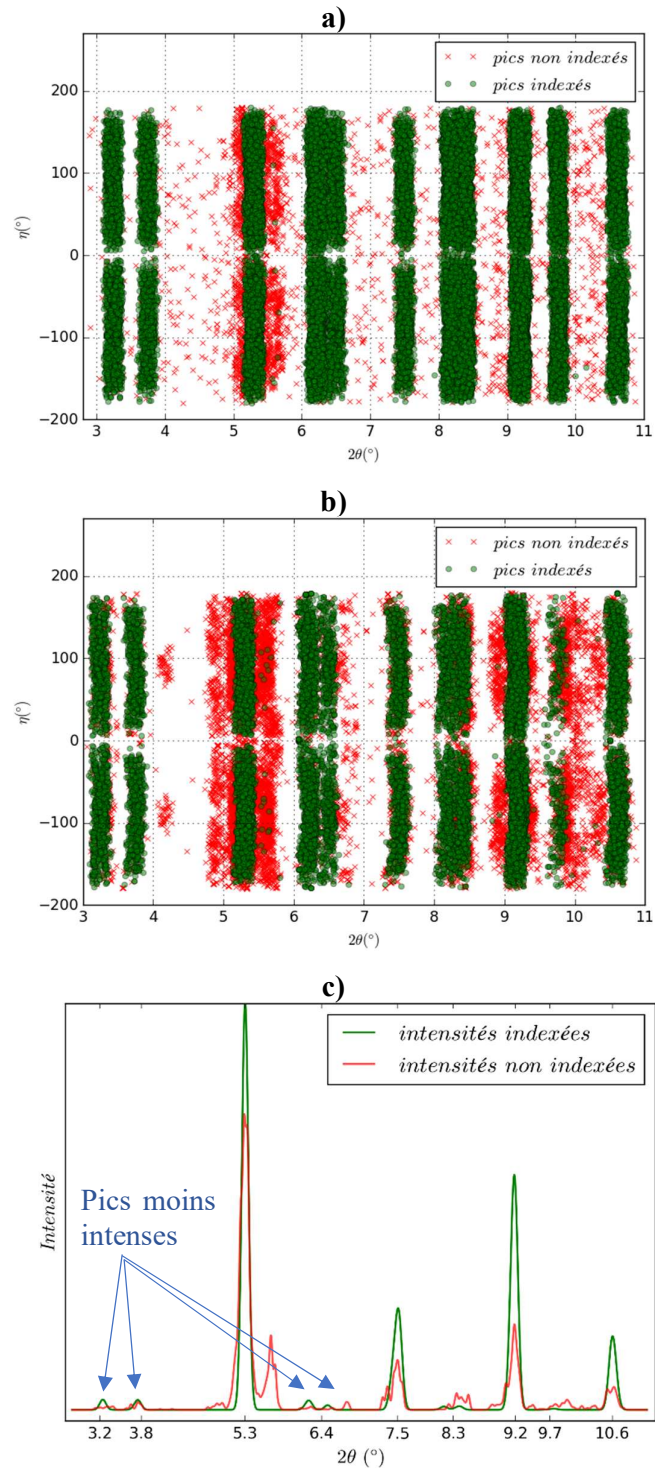 a)
200
100
0
−100
−200
η(°)
× × pics non indexés
● ● pics indexés
3 4 5 6 7 8 9 10 11
2θ(°)
b)
200
100
0
−100
−200
η(°)
× × pics non indexés
● ● pics indexés
3 4 5 6 7 8 9 10 11
2θ(°)
c)
intensités indexées
intensités non indexées
Intensité
Pics moins
intenses
3.2 3.8 5.3 6.4 7.5 8.3 9.2 9.7 10.6
2θ (°)